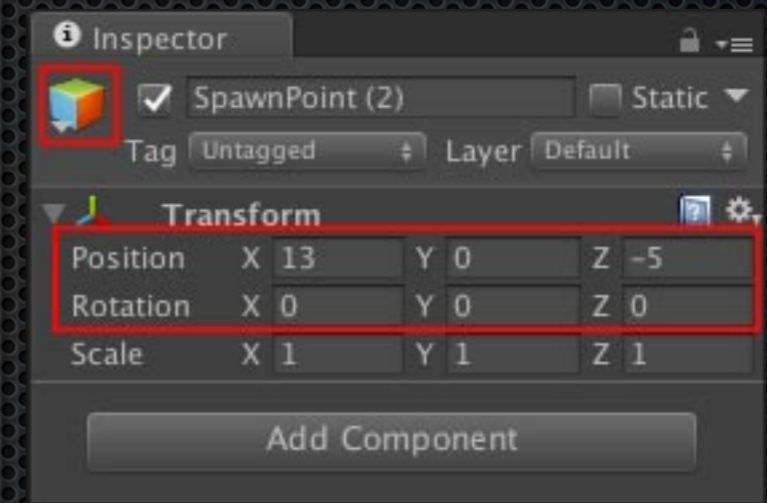 Inspector
SpawnPoint (2) Static
Tag Untagged Layer Default
Transform
Position X 13 Y 0 Z -5
Rotation X 0 Y 0 Z 0
Scale X 1 Y 1 Z 1
Add Component